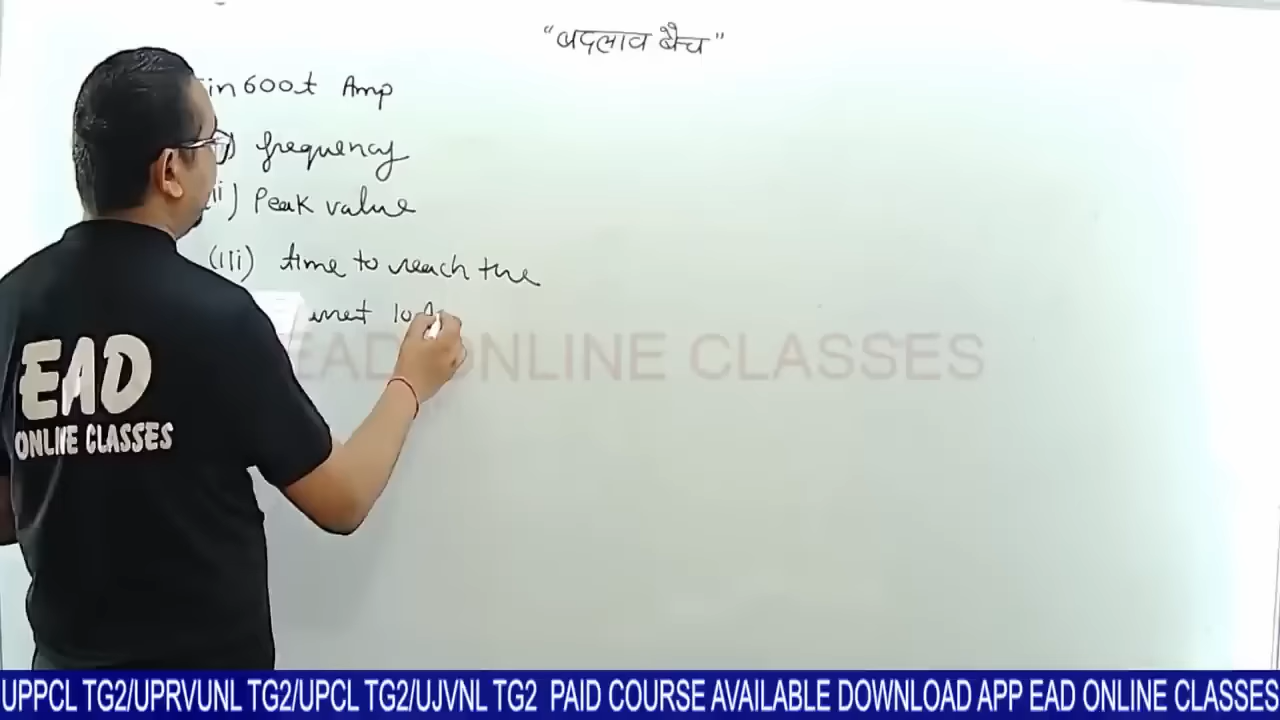 "बदलाव बैच"
in 600t Amp
) frequency
ii) Peak value
(iii) time to reach the
10
EAD ONLINE CLASSES
EAD
ONLINE CLASSES
UPPCL TG2/UPRVUNL TG2/UPCL TG2/UJVNL TG2 PAID COURSE AVAILABLE DOWNLOAD APP EAD ONLINE CLASSES